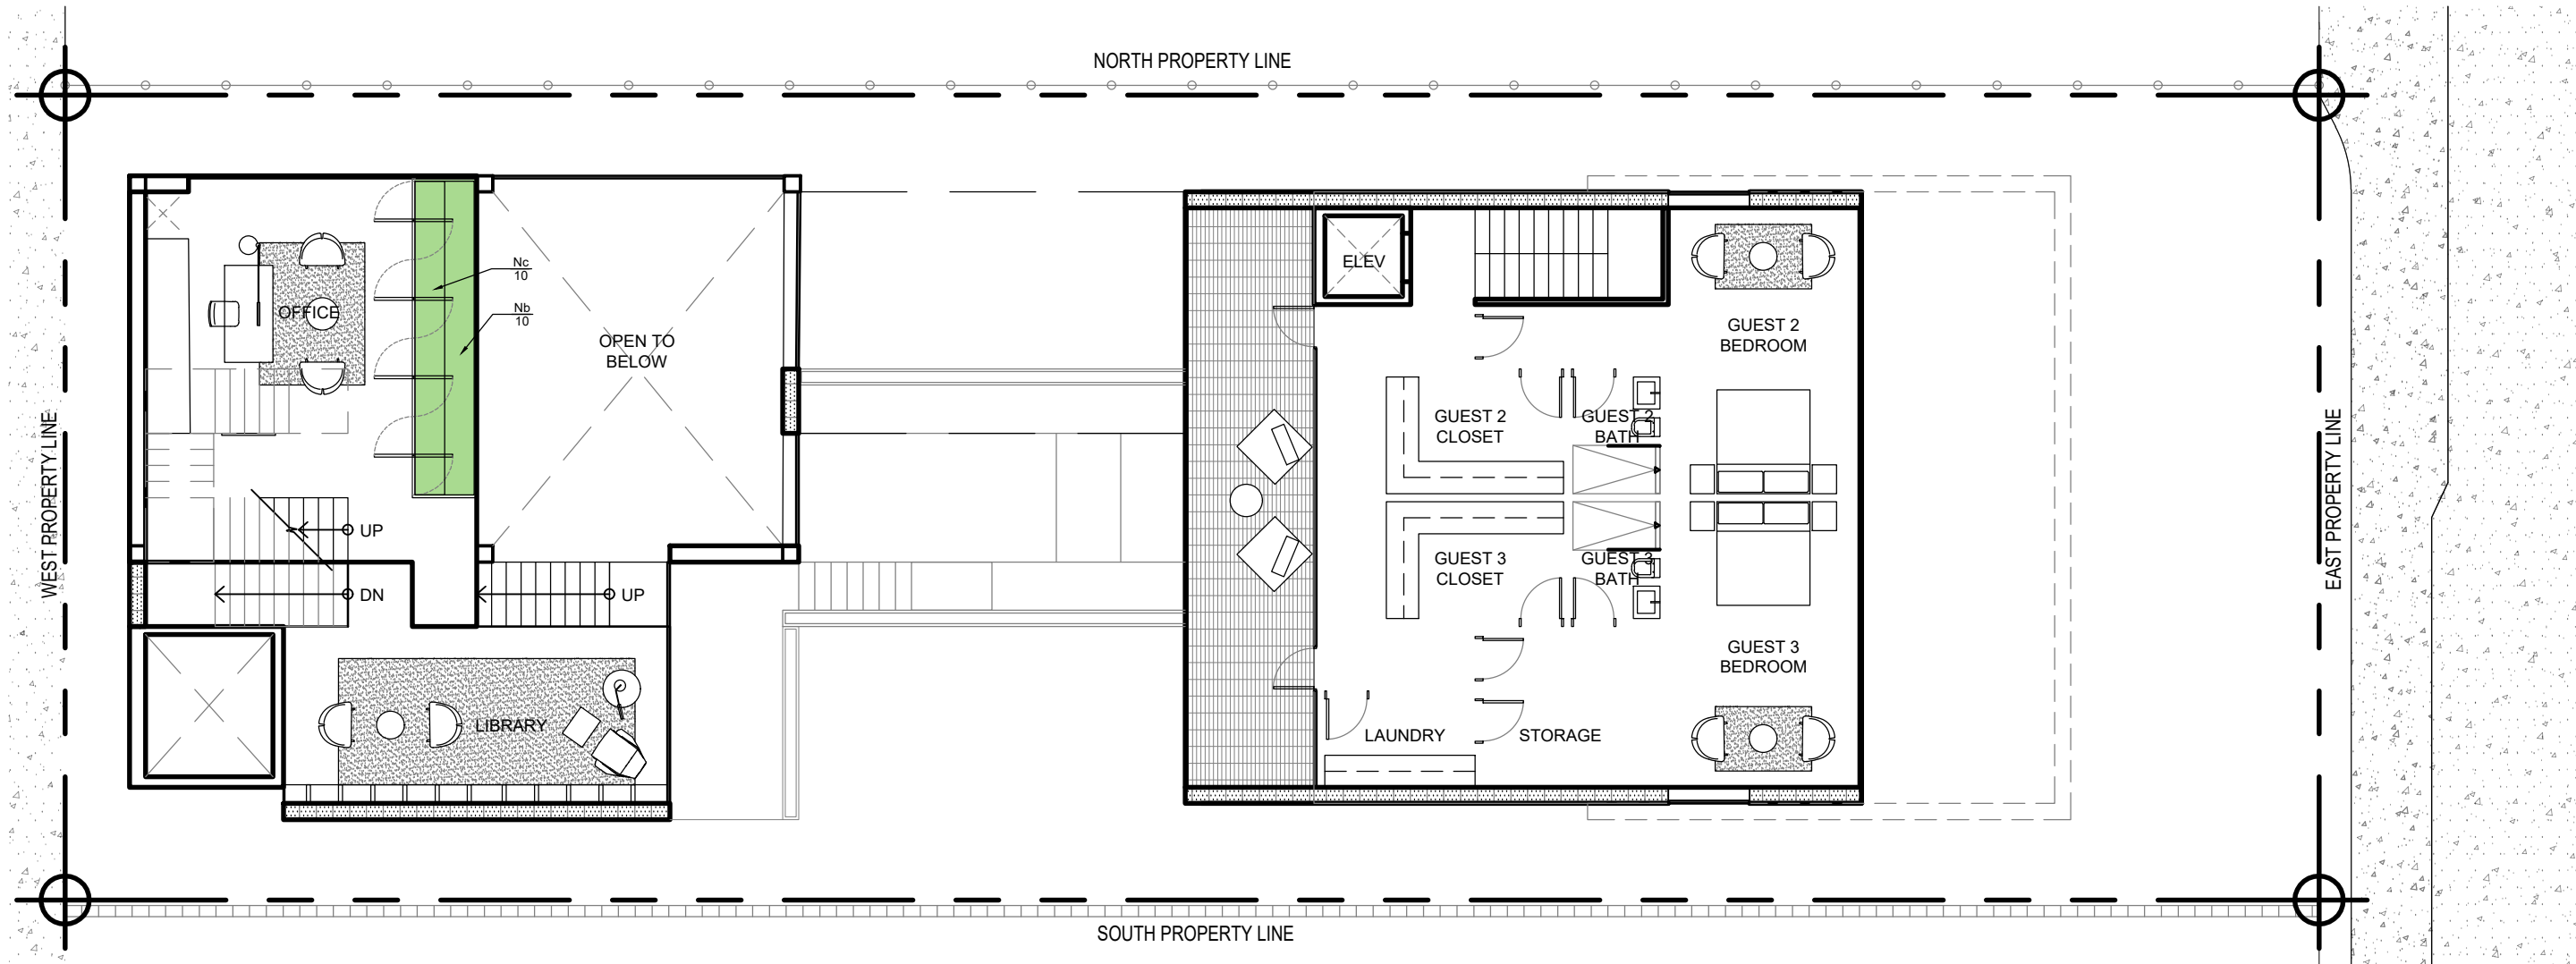 NORTH PROPERTY LINE
WEST PROPERTY LINE
OFFICE
Nc
10
Nb
10
OPEN TO
BELOW
UP
DN
UP
LIBRARY
ELEV
GUEST 2
BEDROOM
GUEST 2
CLOSET
GUEST 2
BATH
GUEST 3
CLOSET
GUEST 3
BATH
GUEST 3
BEDROOM
LAUNDRY
STORAGE
EAST PROPERTY LINE
SOUTH PROPERTY LINE